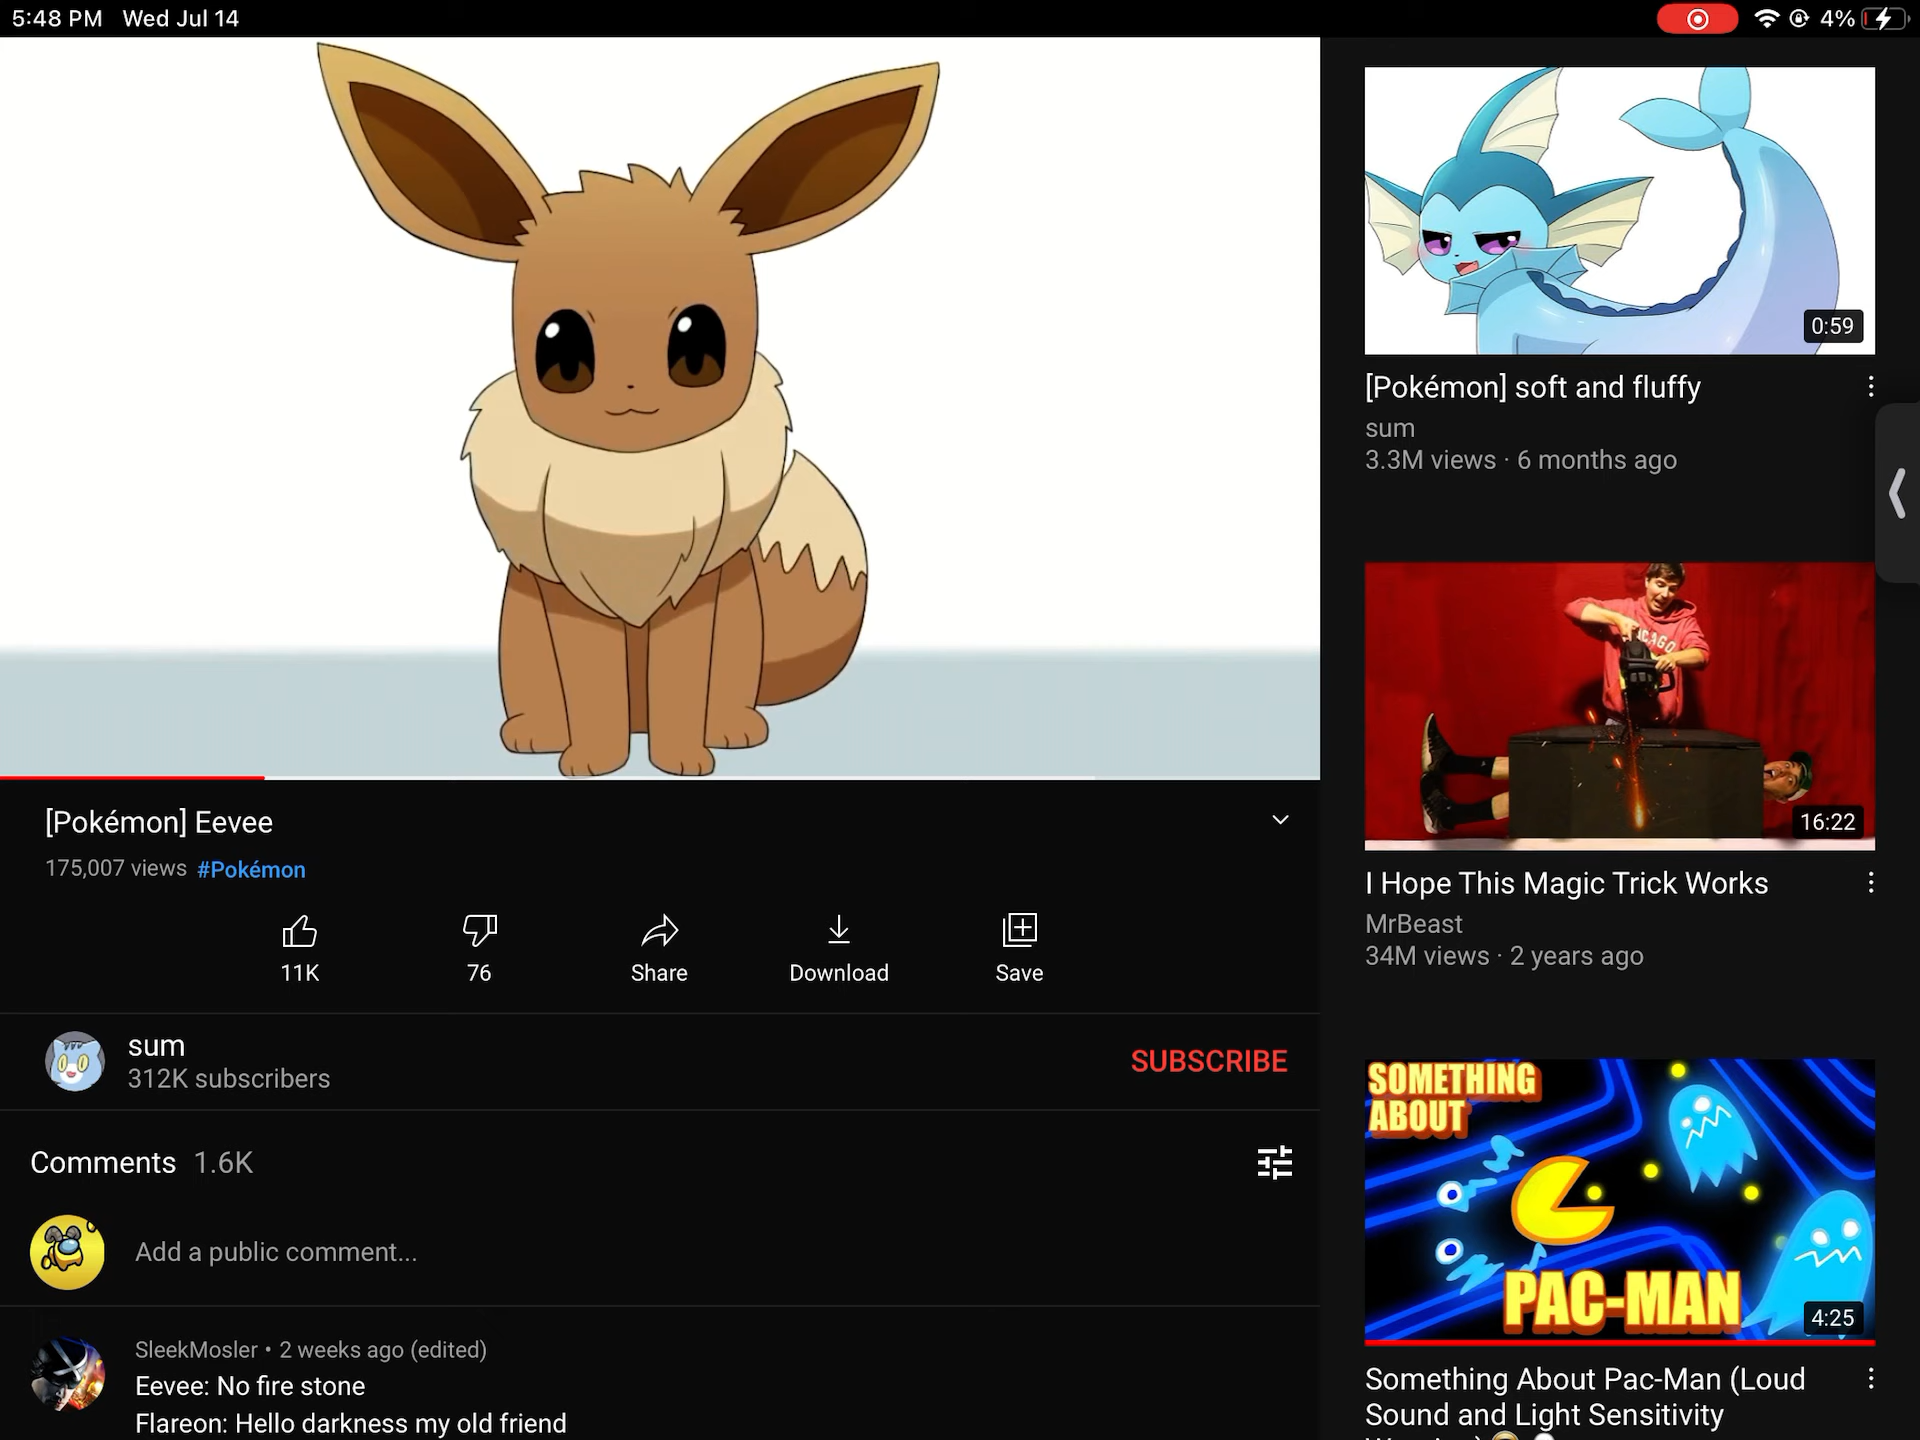 5:48 PM Wed Jul 14
4%
[Pokémon] Eevee
175,007 views #Pokémon
11K
76
Share
Download
Save
sum
312K subscribers
SUBSCRIBE
Comments 1.6K
Add a public comment...
SleekMosler • 2 weeks ago (edited)
Eevee: No fire stone
Flareon: Hello darkness my old friend
0:59
[Pokémon] soft and fluffy
sum
3.3M views · 6 months ago
CHICAGO
16:22
I Hope This Magic Trick Works
MrBeast
34M views · 2 years ago
SOMETHING
ABOUT
PAC-MAN
4:25
Something About Pac-Man (Loud
Sound and Light Sensitivity